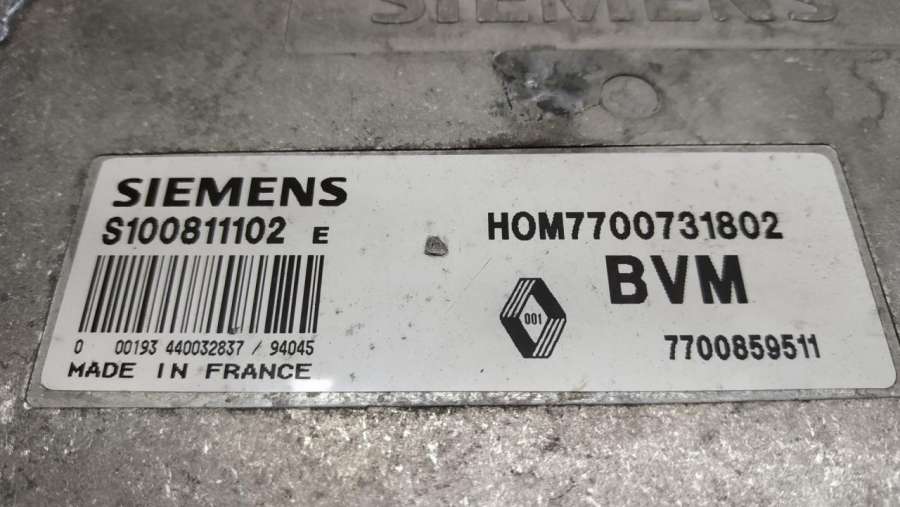 SIEMENS
SIEMENS
S100811102 E
0 00193 440032837 / 94045
MADE IN FRANCE
HOM7700731802
BVM
001
7700859511